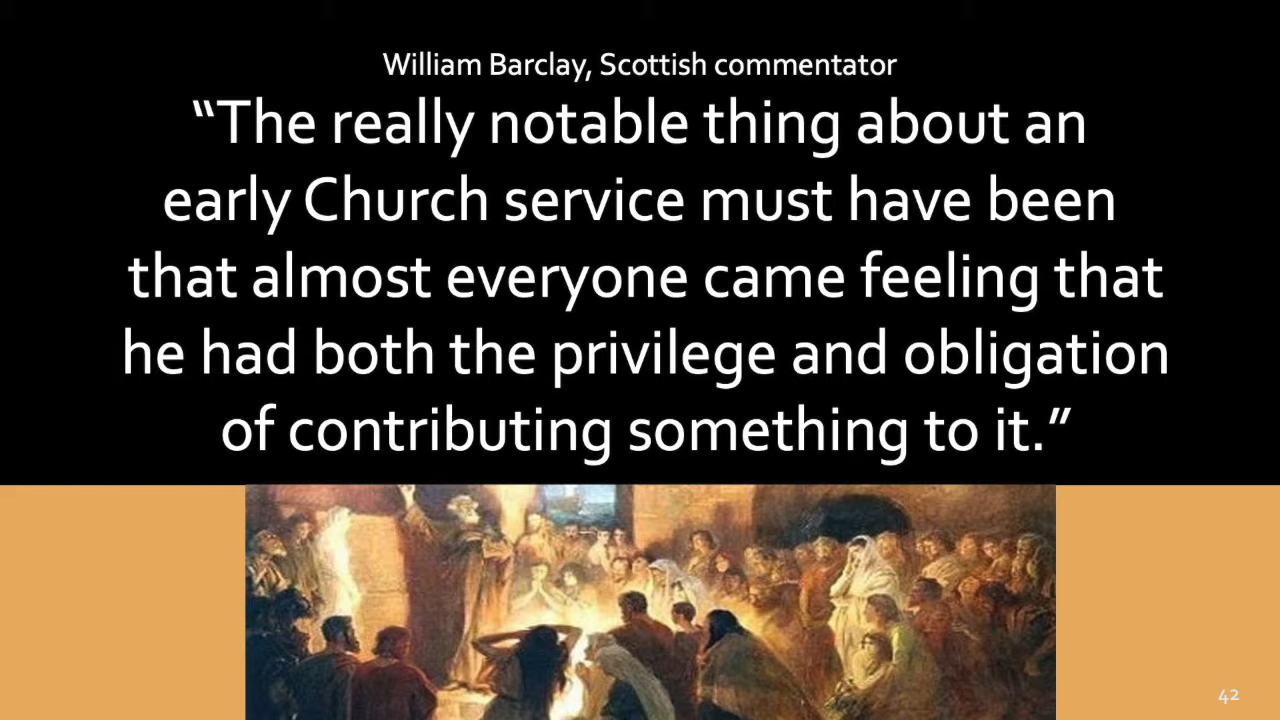 William Barclay, Scottish commentator
“The really notable thing about an
early Church service must have been
that almost everyone came feeling that
he had both the privilege and obligation
of contributing something to it.”
42